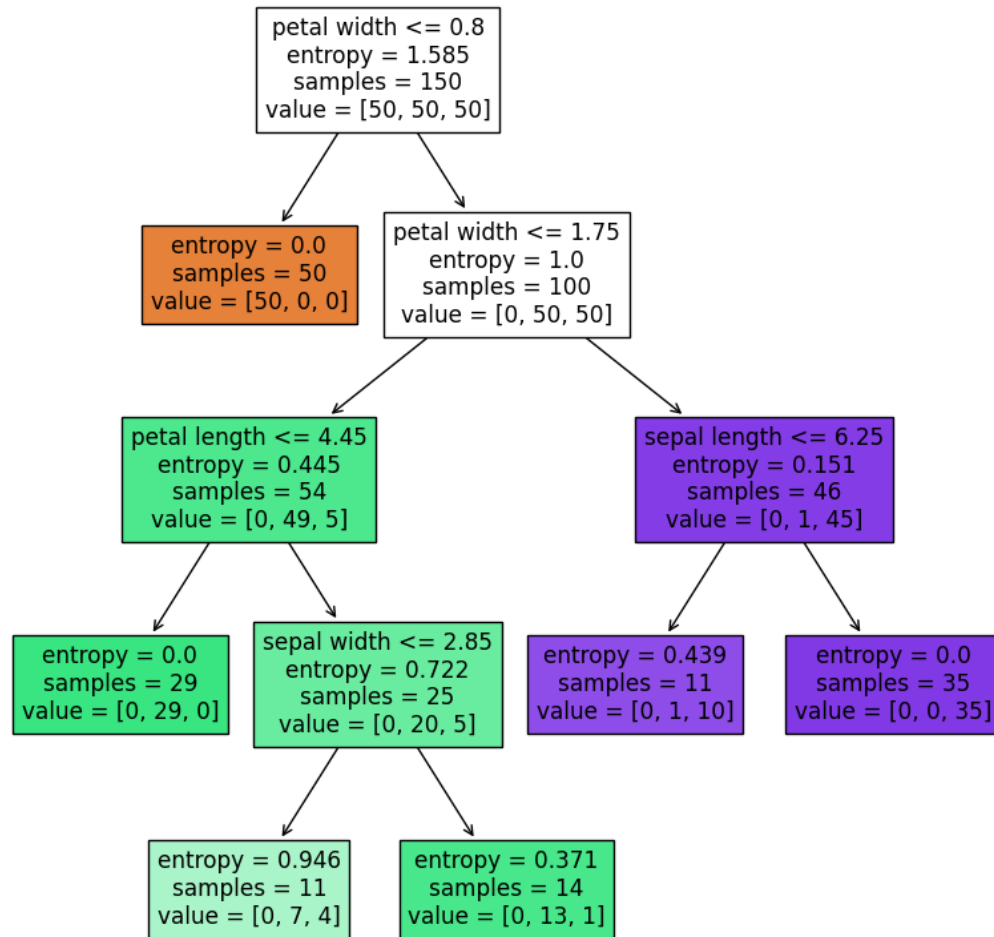 petal width <= 0.8
entropy = 1.585
samples = 150
value = [50, 50, 50]
entropy = 0.0
samples = 50
value = [50, 0, 0]
petal width <= 1.75
entropy = 1.0
samples = 100
value = [0, 50, 50]
petal length <= 4.45
entropy = 0.445
samples = 54
value = [0, 49, 5]
sepal length <= 6.25
entropy = 0.151
samples = 46
value = [0, 1, 45]
entropy = 0.0
samples = 29
value = [0, 29, 0]
sepal width <= 2.85
entropy = 0.722
samples = 25
value = [0, 20, 5]
entropy = 0.439
samples = 11
value = [0, 1, 10]
entropy = 0.0
samples = 35
value = [0, 0, 35]
entropy = 0.946
samples = 11
value = [0, 7, 4]
entropy = 0.371
samples = 14
value = [0, 13, 1]